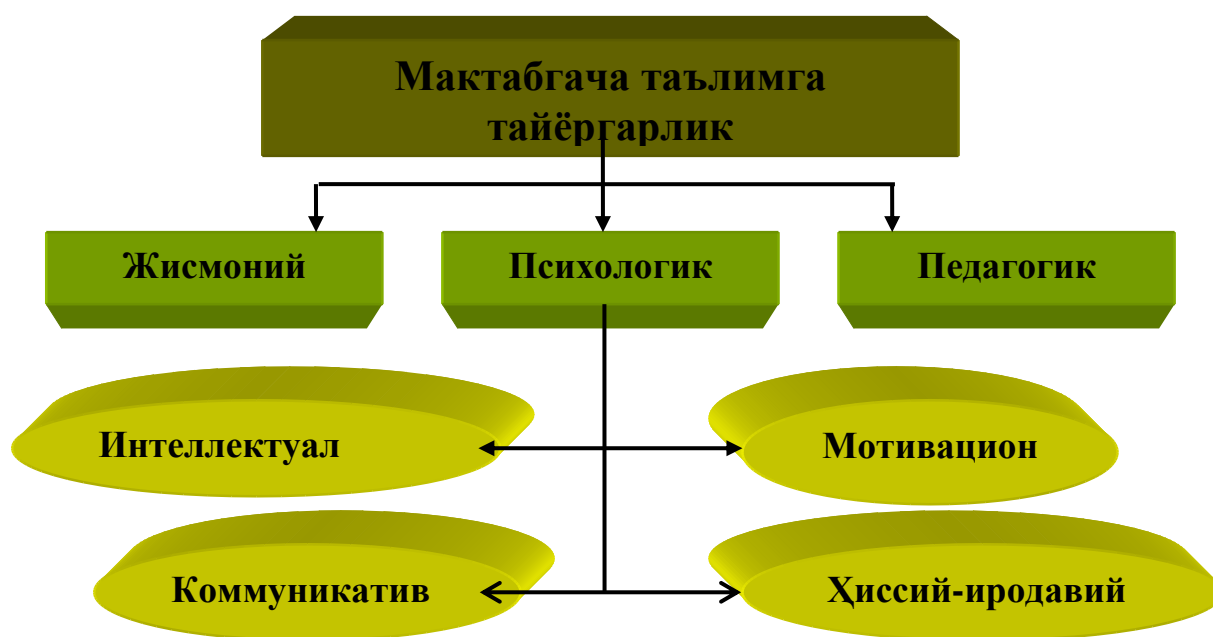 Мактабгача таълимга
тайёргарлик
Жисмоний
Психологик
Педагогик
Интеллектуал
Мотивацион
Коммуникатив
Ҳиссий-иродавий